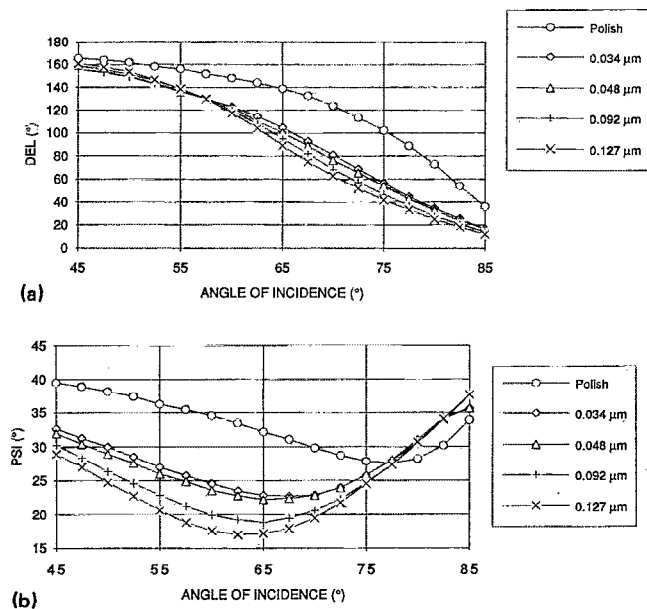 180
160
140
120
100
80
60
40
20
0
DEL (°)
45 55 65 75 85
ANGLE OF INCIDENCE (°)
(a)
Polish
0.034 µm
0.048 µm
0.092 µm
0.127 µm
45
40
35
30
25
20
15
PSI (°)
45 55 65 75 85
ANGLE OF INCIDENCE (°)
(b)
Polish
0.034 µm
0.048 µm
0.092 µm
0.127 µm